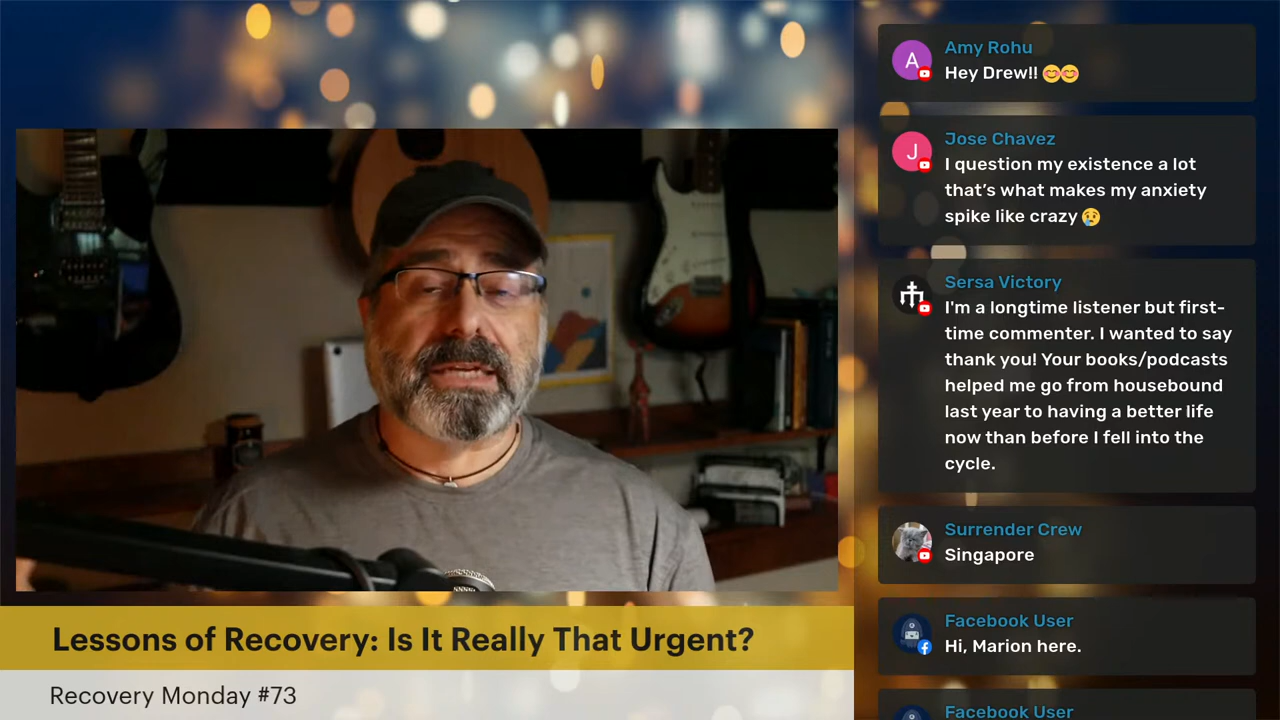 Amy Rohu
Hey Drew!! 😊😊
Jose Chavez
I question my existence a lot
that's what makes my anxiety
spike like crazy 😢
Sersa Victory
I'm a longtime listener but first-
time commenter. I wanted to say
thank you! Your books/podcasts
helped me go from housebound
last year to having a better life
now than before I fell into the
cycle.
Surrender Crew
Singapore
Facebook User
Hi, Marion here.
Facebook User
Lessons of Recovery: Is It Really That Urgent?
Recovery Monday #73
A
J